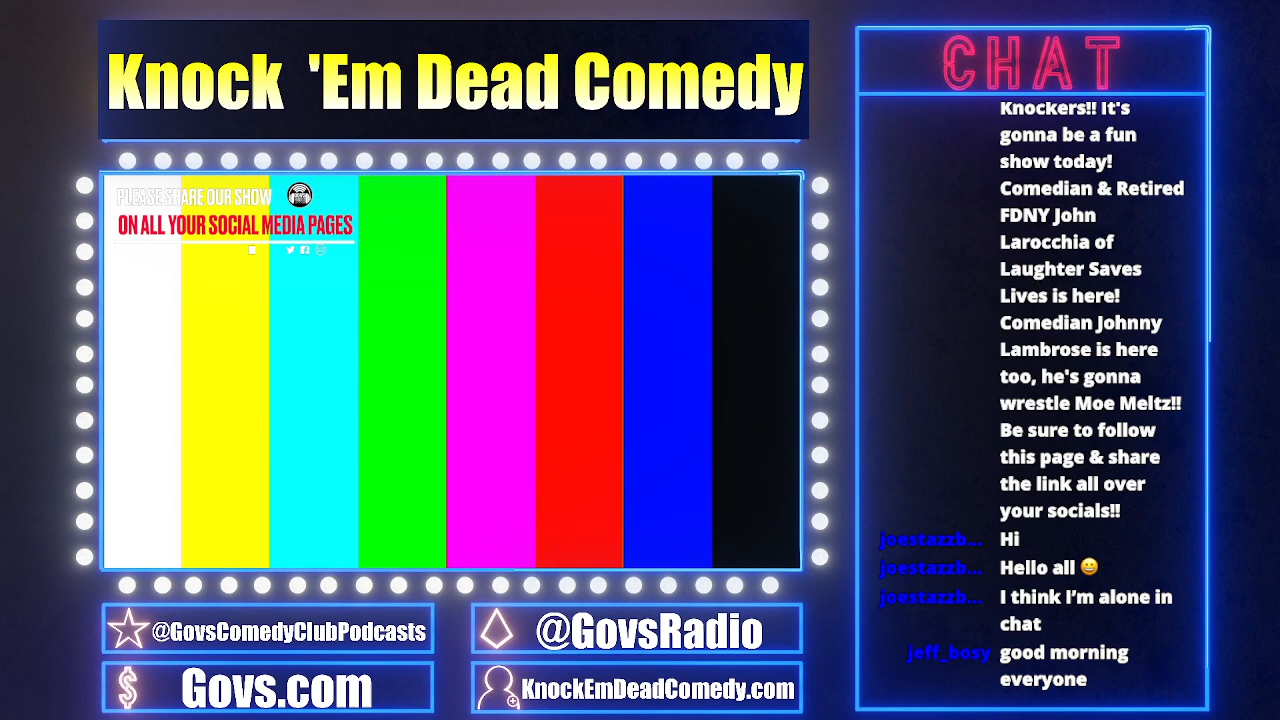 Knock 'Em Dead Comedy
PLEASE SHARE OUR SHOW
ON ALL YOUR SOCIAL MEDIA PAGES
@GovsComedyClubPodcasts
@GovsRadio
Govs.com
KnockEmDeadComedy.com
CHAT
Knockers!! It's
gonna be a fun
show today!
Comedian & Retired
FDNY John
Larocchia of
Laughter Saves
Lives is here!
Comedian Johnny
Lambrose is here
too, he's gonna
wrestle Moe Meltz!!
Be sure to follow
this page & share
the link all over
your socials!!
joestazzb... Hi
joestazzb... Hello all 😀
joestazzb... I think I’m alone in
chat
jeff_bosy good morning
everyone